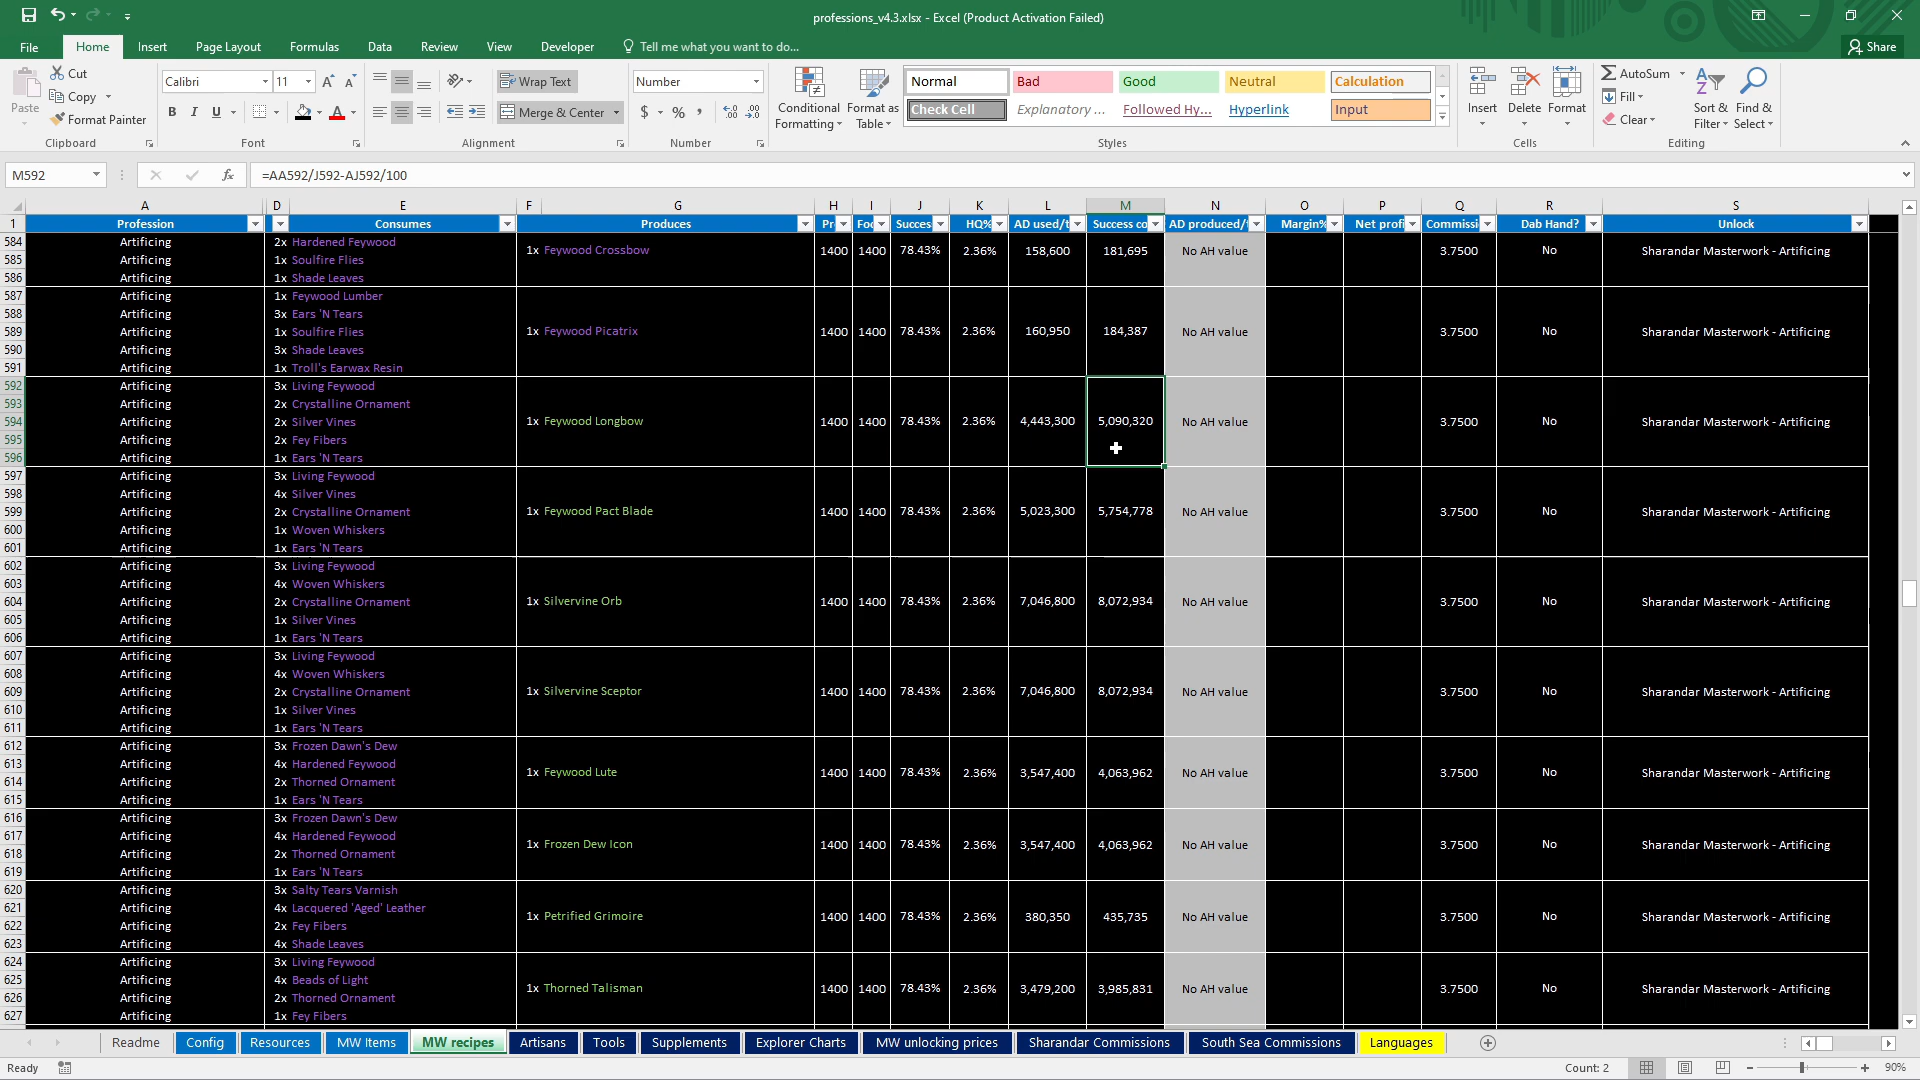 professions_v4.3.xlsx - Excel (Product Activation Failed)
File Home Insert Page Layout Formulas Data Review View Developer Tell me what you want to do... Share
Paste Cut Copy Format Painter Clipboard
Calibri 11 B I U Font
Wrap Text Merge & Center Alignment
Number $ % , Number
Conditional Formatting Format as Table
Normal Bad Good Neutral Calculation
Check Cell Explanatory ... Followed Hy... Hyperlink Input
Styles
Insert Delete Format Cells
AutoSum Fill Clear Sort & Filter Find & Select Editing
M592 fx =AA592/J592-AJ592/100
A D E F G H I J K L M N O P Q R S
1 Profession Consumes Produces Pr Foc Succes HQ% AD used/t Success co AD produced/ Margin% Net profi Commissi Dab Hand? Unlock
584 Artificing 2x Hardened Feywood
585 Artificing 1x Soulfire Flies 1x Feywood Crossbow 1400 1400 78.43% 2.36% 158,600 181,695 No AH value 3.7500 No Sharandar Masterwork - Artificing
586 Artificing 1x Shade Leaves
587 Artificing 1x Feywood Lumber
588 Artificing 3x Ears 'N Tears
589 Artificing 1x Soulfire Flies 1x Feywood Picatrix 1400 1400 78.43% 2.36% 160,950 184,387 No AH value 3.7500 No Sharandar Masterwork - Artificing
590 Artificing 3x Shade Leaves
591 Artificing 1x Troll's Earwax Resin
592 Artificing 3x Living Feywood
593 Artificing 2x Crystalline Ornament
594 Artificing 2x Silver Vines 1x Feywood Longbow 1400 1400 78.43% 2.36% 4,443,300 5,090,320 No AH value 3.7500 No Sharandar Masterwork - Artificing
595 Artificing 2x Fey Fibers
596 Artificing 1x Ears 'N Tears
597 Artificing 3x Living Feywood
598 Artificing 4x Silver Vines
599 Artificing 2x Crystalline Ornament 1x Feywood Pact Blade 1400 1400 78.43% 2.36% 5,023,300 5,754,778 No AH value 3.7500 No Sharandar Masterwork - Artificing
600 Artificing 1x Woven Whiskers
601 Artificing 1x Ears 'N Tears
602 Artificing 3x Living Feywood
603 Artificing 4x Woven Whiskers
604 Artificing 2x Crystalline Ornament 1x Silvervine Orb 1400 1400 78.43% 2.36% 7,046,800 8,072,934 No AH value 3.7500 No Sharandar Masterwork - Artificing
605 Artificing 1x Silver Vines
606 Artificing 1x Ears 'N Tears
607 Artificing 3x Living Feywood
608 Artificing 4x Woven Whiskers
609 Artificing 2x Crystalline Ornament 1x Silvervine Sceptor 1400 1400 78.43% 2.36% 7,046,800 8,072,934 No AH value 3.7500 No Sharandar Masterwork - Artificing
610 Artificing 1x Silver Vines
611 Artificing 1x Ears 'N Tears
612 Artificing 3x Frozen Dawn's Dew
613 Artificing 4x Hardened Feywood 1x Feywood Lute 1400 1400 78.43% 2.36% 3,547,400 4,063,962 No AH value 3.7500 No Sharandar Masterwork - Artificing
614 Artificing 2x Thorned Ornament
615 Artificing 1x Ears 'N Tears
616 Artificing 3x Frozen Dawn's Dew
617 Artificing 4x Hardened Feywood 1x Frozen Dew Icon 1400 1400 78.43% 2.36% 3,547,400 4,063,962 No AH value 3.7500 No Sharandar Masterwork - Artificing
618 Artificing 2x Thorned Ornament
619 Artificing 1x Ears 'N Tears
620 Artificing 3x Salty Tears Varnish
621 Artificing 4x Lacquered 'Aged' Leather 1x Petrified Grimoire 1400 1400 78.43% 2.36% 380,350 435,735 No AH value 3.7500 No Sharandar Masterwork - Artificing
622 Artificing 2x Fey Fibers
623 Artificing 4x Shade Leaves
624 Artificing 3x Living Feywood
625 Artificing 4x Beads of Light 1x Thorned Talisman 1400 1400 78.43% 2.36% 3,479,200 3,985,831 No AH value 3.7500 No Sharandar Masterwork - Artificing
626 Artificing 2x Thorned Ornament
627 Artificing 1x Fey Fibers
Readme Config Resources MW Items MW recipes Artisans Tools Supplements Explorer Charts MW unlocking prices Sharandar Commissions South Sea Commissions Languages
Ready Count: 2 90%